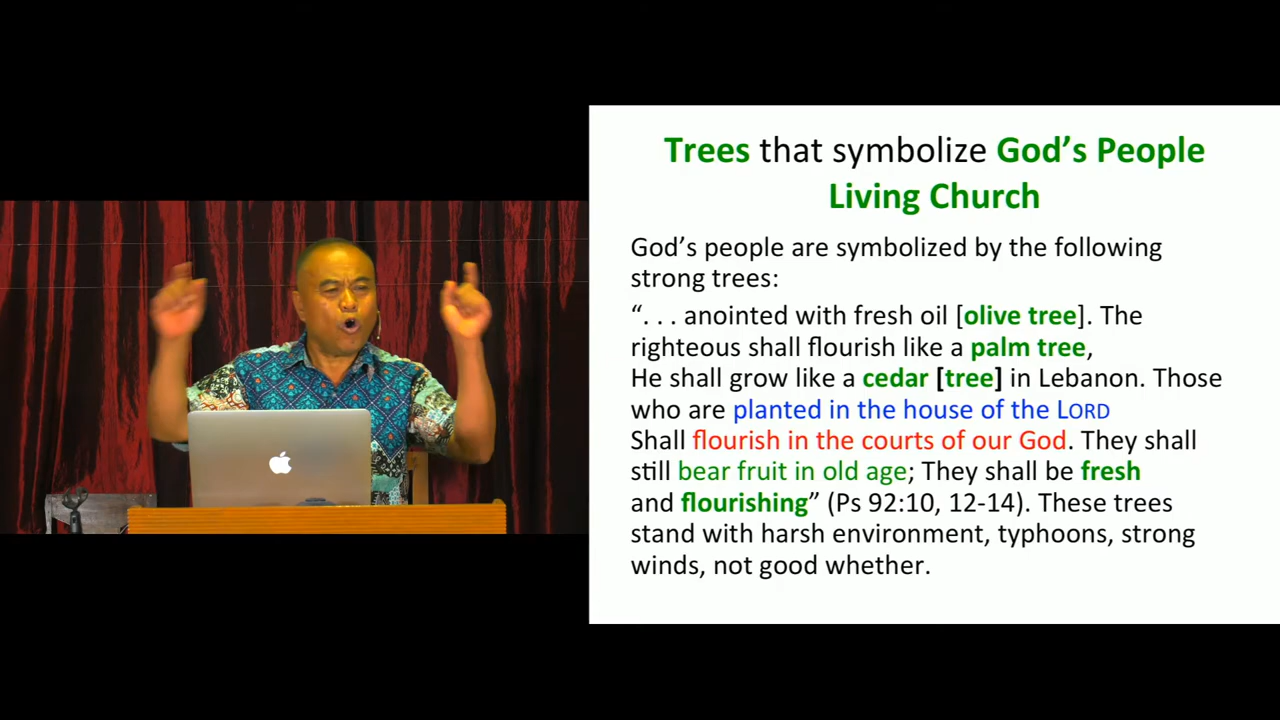 Trees that symbolize God’s People
Living Church
God’s people are symbolized by the following
strong trees:
“. . . anointed with fresh oil [olive tree]. The
righteous shall flourish like a palm tree,
He shall grow like a cedar [tree] in Lebanon. Those
who are planted in the house of the LORD
Shall flourish in the courts of our God. They shall
still bear fruit in old age; They shall be fresh
and flourishing” (Ps 92:10, 12-14). These trees
stand with harsh environment, typhoons, strong
winds, not good whether.